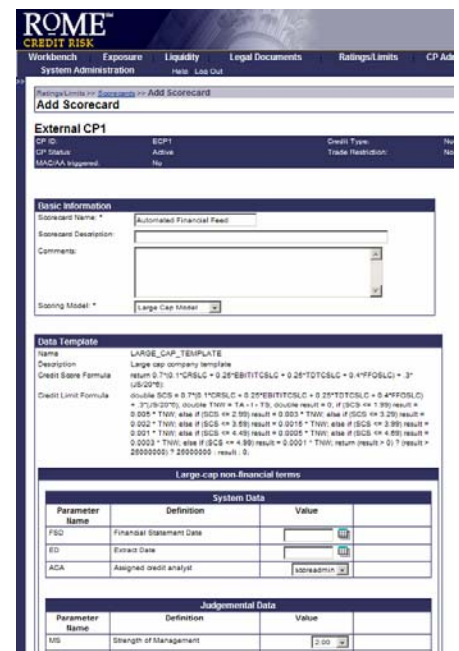 ROME™
CREDIT RISK
Workbench Exposure Liquidity Legal Documents Ratings/Limits CP Adm
System Administration Help Log Out
>>
Ratings/Limits >> Scorecards >> Add Scorecard
Add Scorecard
External CP1
CP ID: ECP1 Credit Type: No
CP Status: Active Trade Restriction: No
MAC/AA triggered: No
Basic Information
Scorecard Name: * Automated Financial Feed
Scorecard Description:
Comments:
Scoring Model: * Large Cap Model
Data Template
Name LARGE_CAP_TEMPLATE
Description Large cap company template
Credit Score Formula return 0.7*(0.1*CRSLC + 0.25*EBITITCSLC + 0.25*TDTCSLC + 0.4*FFOSLC) + .3*
(JS/20*6);
Credit Limit Formula double SCS = 0.7*(0.1*CRSLC + 0.25*EBITITCSLC + 0.25*TDTCSLC + 0.4*FFOSLC)
+ .3*(JS/20*6); double TNW = TA - I - TS; double result = 0; if (SCS <= 1.99) result =
0.005 * TNW; else if (SCS <= 2.99) result = 0.003 * TNW; else if (SCS <= 3.29) result =
0.002 * TNW; else if (SCS <= 3.69) result = 0.0015 * TNW; else if (SCS <= 3.99) result =
0.001 * TNW; else if (SCS <= 4.49) result = 0.0005 * TNW; else if (SCS <= 4.69) result =
0.0003 * TNW; else if (SCS <= 4.99) result = 0.0001 * TNW; return (result > 0) ? (result >
25000000) ? 25000000 : result : 0;
Large-cap non-financial terms
System Data
Parameter Name Definition Value
FSD Financial Statement Date
ED Extract Date
ACA Assigned credit analyst scoreadmin
Judgemental Data
Parameter Name Definition Value
MS Strength of Management 2.00